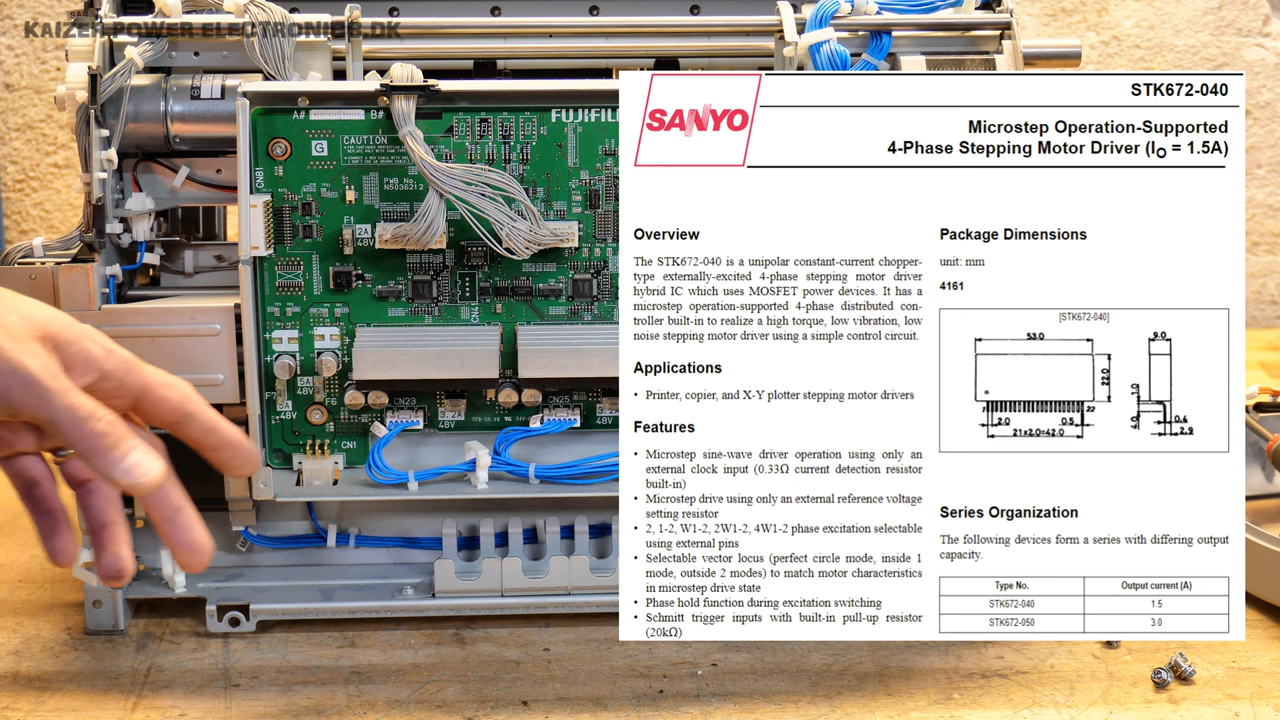 KAIZER POWER ELECTRONICS.DK
A# B#
FUJIFIL
G
CAUTION
CN81
PWB No.
N5036212
F1
2A
48V
CN4
5A
48V
F7
F6
48V
CN23
CN25
48V
48V
CN1
SANYO
STK672-040
Microstep Operation-Supported
4-Phase Stepping Motor Driver (IO = 1.5A)
Overview
The STK672-040 is a unipolar constant-current chopper-
type externally-excited 4-phase stepping motor driver
hybrid IC which uses MOSFET power devices. It has a
microstep operation-supported 4-phase distributed con-
troller built-in to realize a high torque, low vibration, low
noise stepping motor driver using a simple control circuit.
Applications
• Printer, copier, and X-Y plotter stepping motor drivers
Features
• Microstep sine-wave driver operation using only an
external clock input (0.33Ω current detection resistor
built-in)
• Microstep drive using only an external reference voltage
setting resistor
• 2, 1-2, W1-2, 2W1-2, 4W1-2 phase excitation selectable
using external pins
• Selectable vector locus (perfect circle mode, inside 1
mode, outside 2 modes) to match motor characteristics
in microstep drive state
• Phase hold function during excitation switching
• Schmitt trigger inputs with built-in pull-up resistor
(20kΩ)
Package Dimensions
unit: mm
4161
[STK672-040]
53.0
9.0
22.0
1.0
4.0
1
22
2.0
0.5
0.4
21x2.0=42.0
2.9
Series Organization
The following devices form a series with differing output
capacity.
Type No. Output current (A)
STK672-040 1.5
STK672-050 3.0